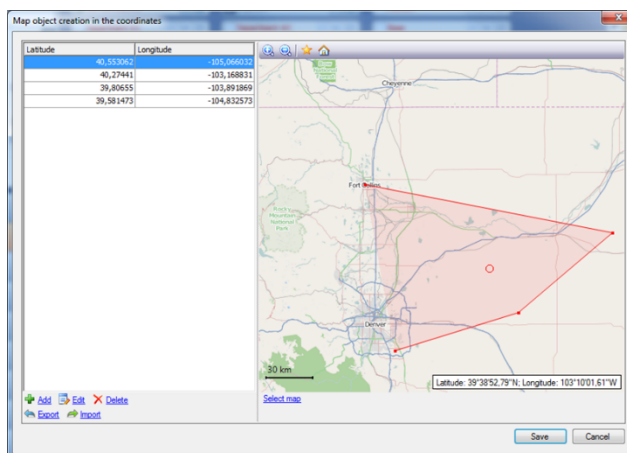 Map object creation in the coordinates
Latitude Longitude
40,553062 -105,066032
40,27441 -103,168831
39,80655 -103,891869
39,581473 -104,832573
Cheyenne
Fort Collins
Rocky
Mountain
National
Park
Denver
30 km
Latitude: 39°38'52,79"N; Longitude: 103°10'01,61"W
Add Edit Delete
Export Import
Select map
Save Cancel